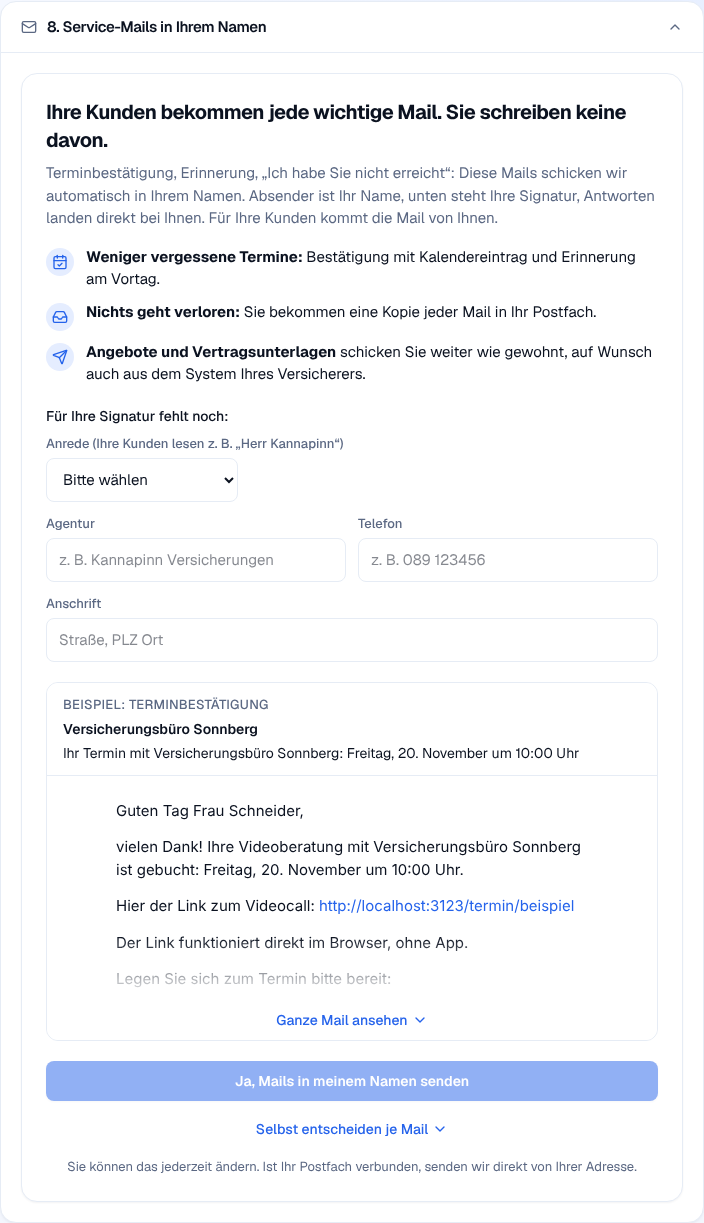 8. Service-Mails in Ihrem Namen
Ihre Kunden bekommen jede wichtige Mail. Sie schreiben keine
davon.
Terminbestätigung, Erinnerung, „Ich habe Sie nicht erreicht“: Diese Mails schicken wir
automatisch in Ihrem Namen. Absender ist Ihr Name, unten steht Ihre Signatur, Antworten
landen direkt bei Ihnen. Für Ihre Kunden kommt die Mail von Ihnen.
Weniger vergessene Termine: Bestätigung mit Kalendereintrag und Erinnerung
am Vortag.
Nichts geht verloren: Sie bekommen eine Kopie jeder Mail in Ihr Postfach.
Angebote und Vertragsunterlagen schicken Sie weiter wie gewohnt, auf Wunsch
auch aus dem System Ihres Versicherers.
Für Ihre Signatur fehlt noch:
Anrede (Ihre Kunden lesen z. B. „Herr Kannapinn“)
Bitte wählen
Agentur
Telefon
z. B. Kannapinn Versicherungen
z. B. 089 123456
Anschrift
Straße, PLZ Ort
BEISPIEL: TERMINBESTÄTIGUNG
Versicherungsbüro Sonnberg
Ihr Termin mit Versicherungsbüro Sonnberg: Freitag, 20. November um 10:00 Uhr
Guten Tag Frau Schneider,
vielen Dank! Ihre Videoberatung mit Versicherungsbüro Sonnberg
ist gebucht: Freitag, 20. November um 10:00 Uhr.
Hier der Link zum Videocall: http://localhost:3123/termin/beispiel
Der Link funktioniert direkt im Browser, ohne App.
Legen Sie sich zum Termin bitte bereit:
Ganze Mail ansehen
Ja, Mails in meinem Namen senden
Selbst entscheiden je Mail
Sie können das jederzeit ändern. Ist Ihr Postfach verbunden, senden wir direkt von Ihrer Adresse.